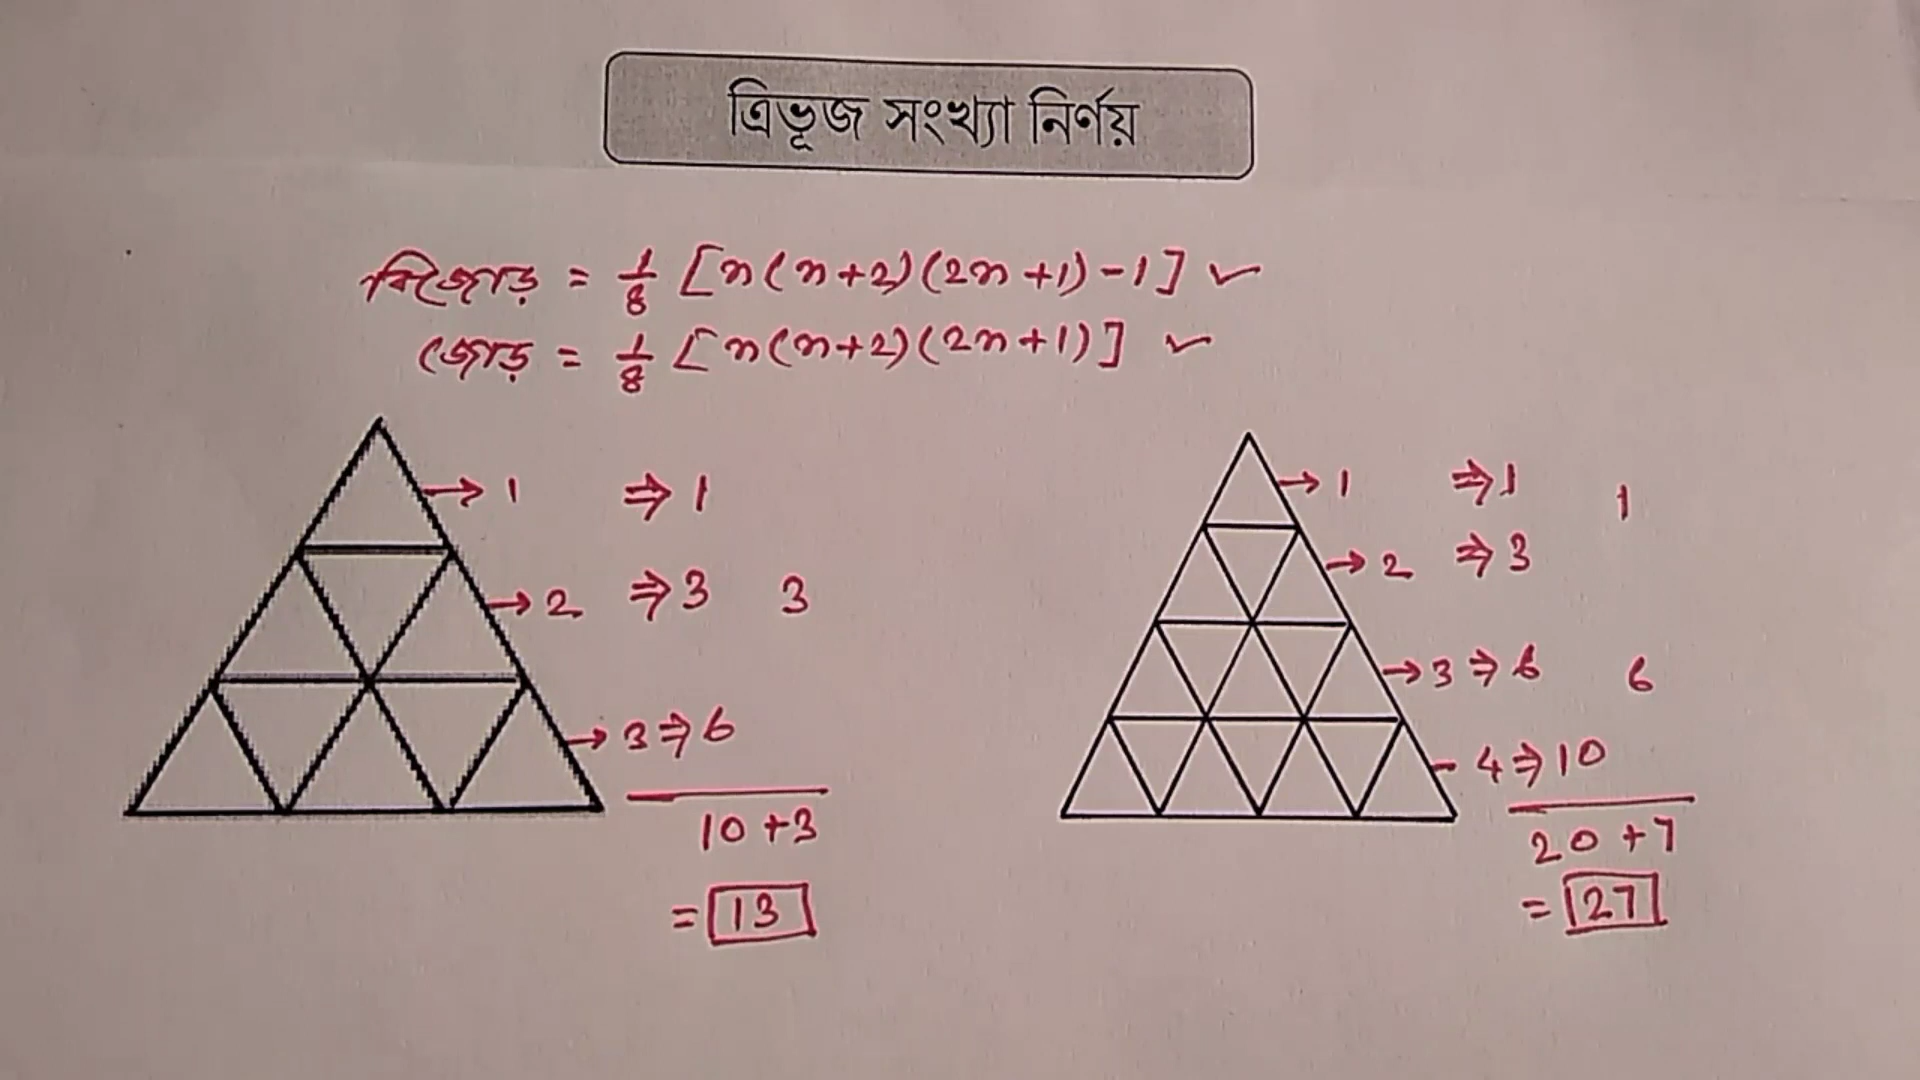 ত্রিভূজ সংখ্যা নির্ণয়
বিজোড় = 1/8 [n(n+2)(2n+1)-1] ✓
জোড় = 1/8 [n(n+2)(2n+1)] ✓
→ 1 ⇒ 1
→ 2 ⇒ 3 3
→ 3 ⇒ 6
10 + 3
= 13
→ 1 ⇒ 1 1
→ 2 ⇒ 3
→ 3 ⇒ 6 6
- 4 ⇒ 10
20 + 7
= 27